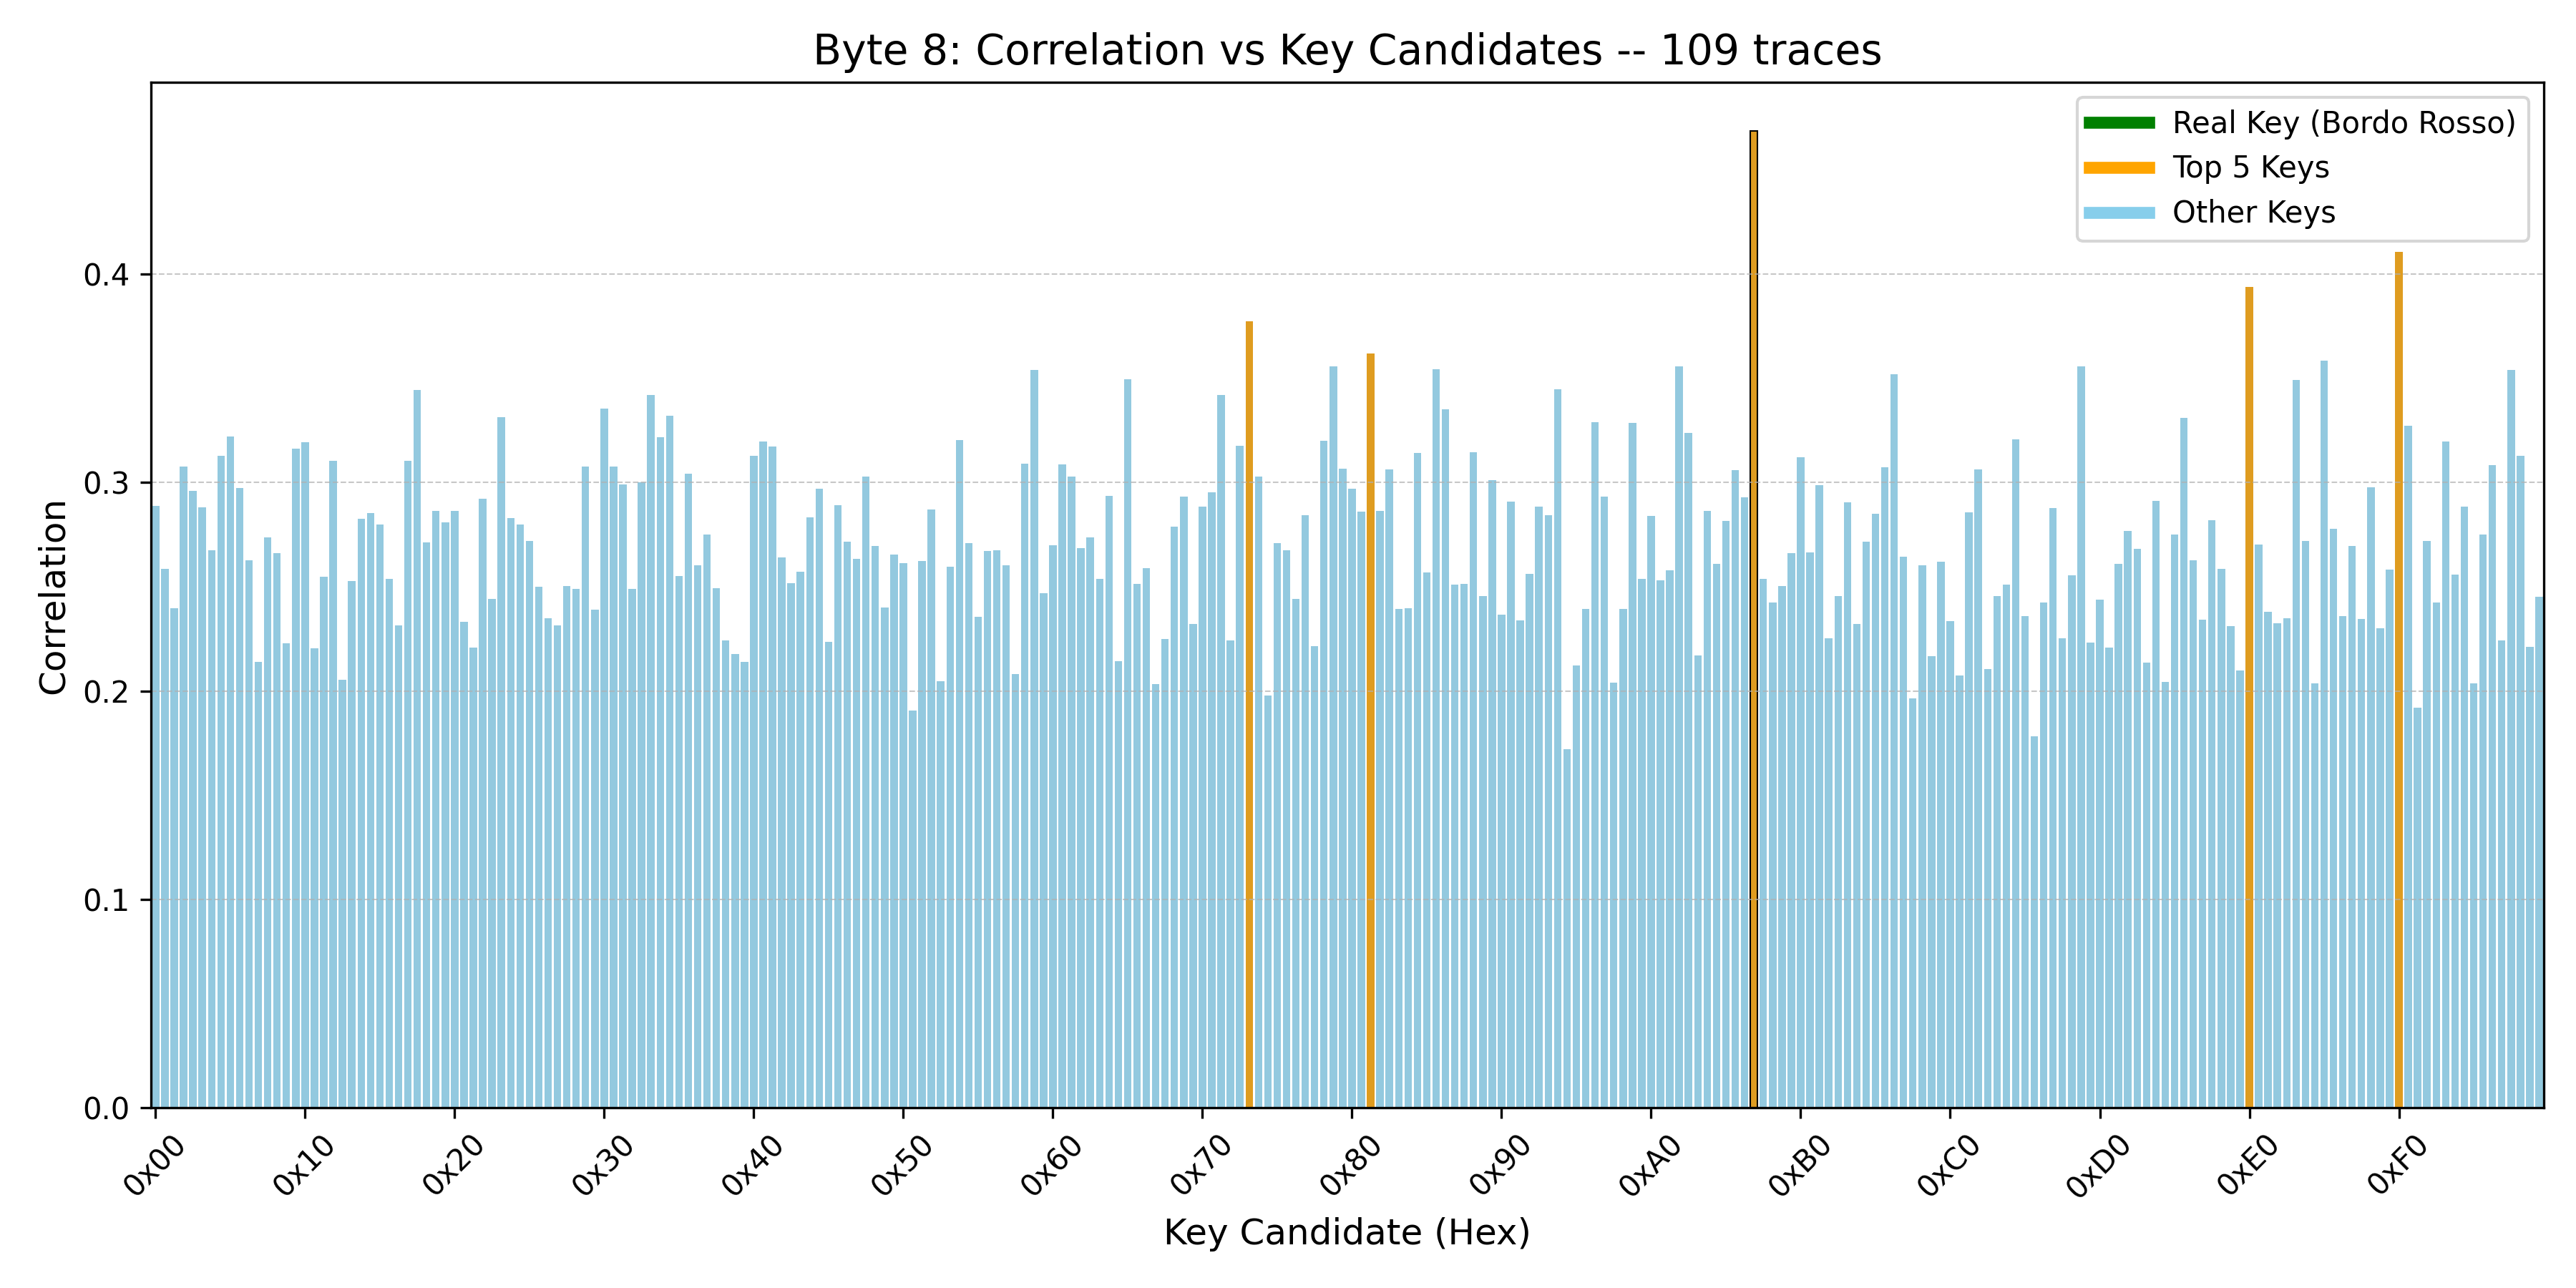 Byte 8: Correlation vs Key Candidates -- 109 traces
Real Key (Bordo Rosso)
Top 5 Keys
Other Keys
Correlation
0.4
0.3
0.2
0.1
0.0
0x00 0x10 0x20 0x30 0x40 0x50 0x60 0x70 0x80 0x90 0xA0 0xB0 0xC0 0xD0 0xE0 0xF0
Key Candidate (Hex)